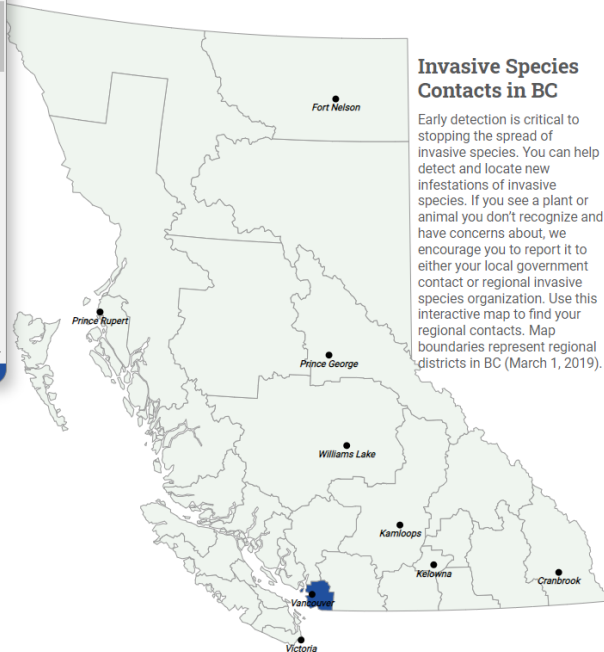 Invasive Species
Contacts in BC
Early detection is critical to
stopping the spread of
invasive species. You can help
detect and locate new
infestations of invasive
species. If you see a plant or
animal you don't recognize and
have concerns about, we
encourage you to report it to
either your local government
contact or regional invasive
species organization. Use this
interactive map to find your
regional contacts. Map
boundaries represent regional
districts in BC (March 1, 2019).
Fort Nelson
Prince Rupert
Prince George
Williams Lake
Kamloops
Kelowna
Cranbrook
Vancouver
Victoria